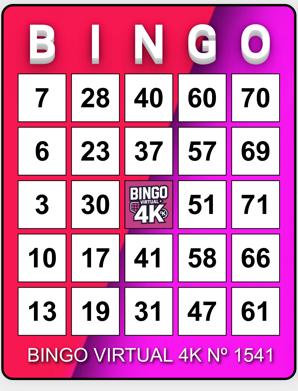 BINGO
7 28 40 60 70
6 23 37 57 69
3 30 BINGO VIRTUAL 4K 51 71
10 17 41 58 66
13 19 31 47 61
BINGO VIRTUAL 4K Nº 1541